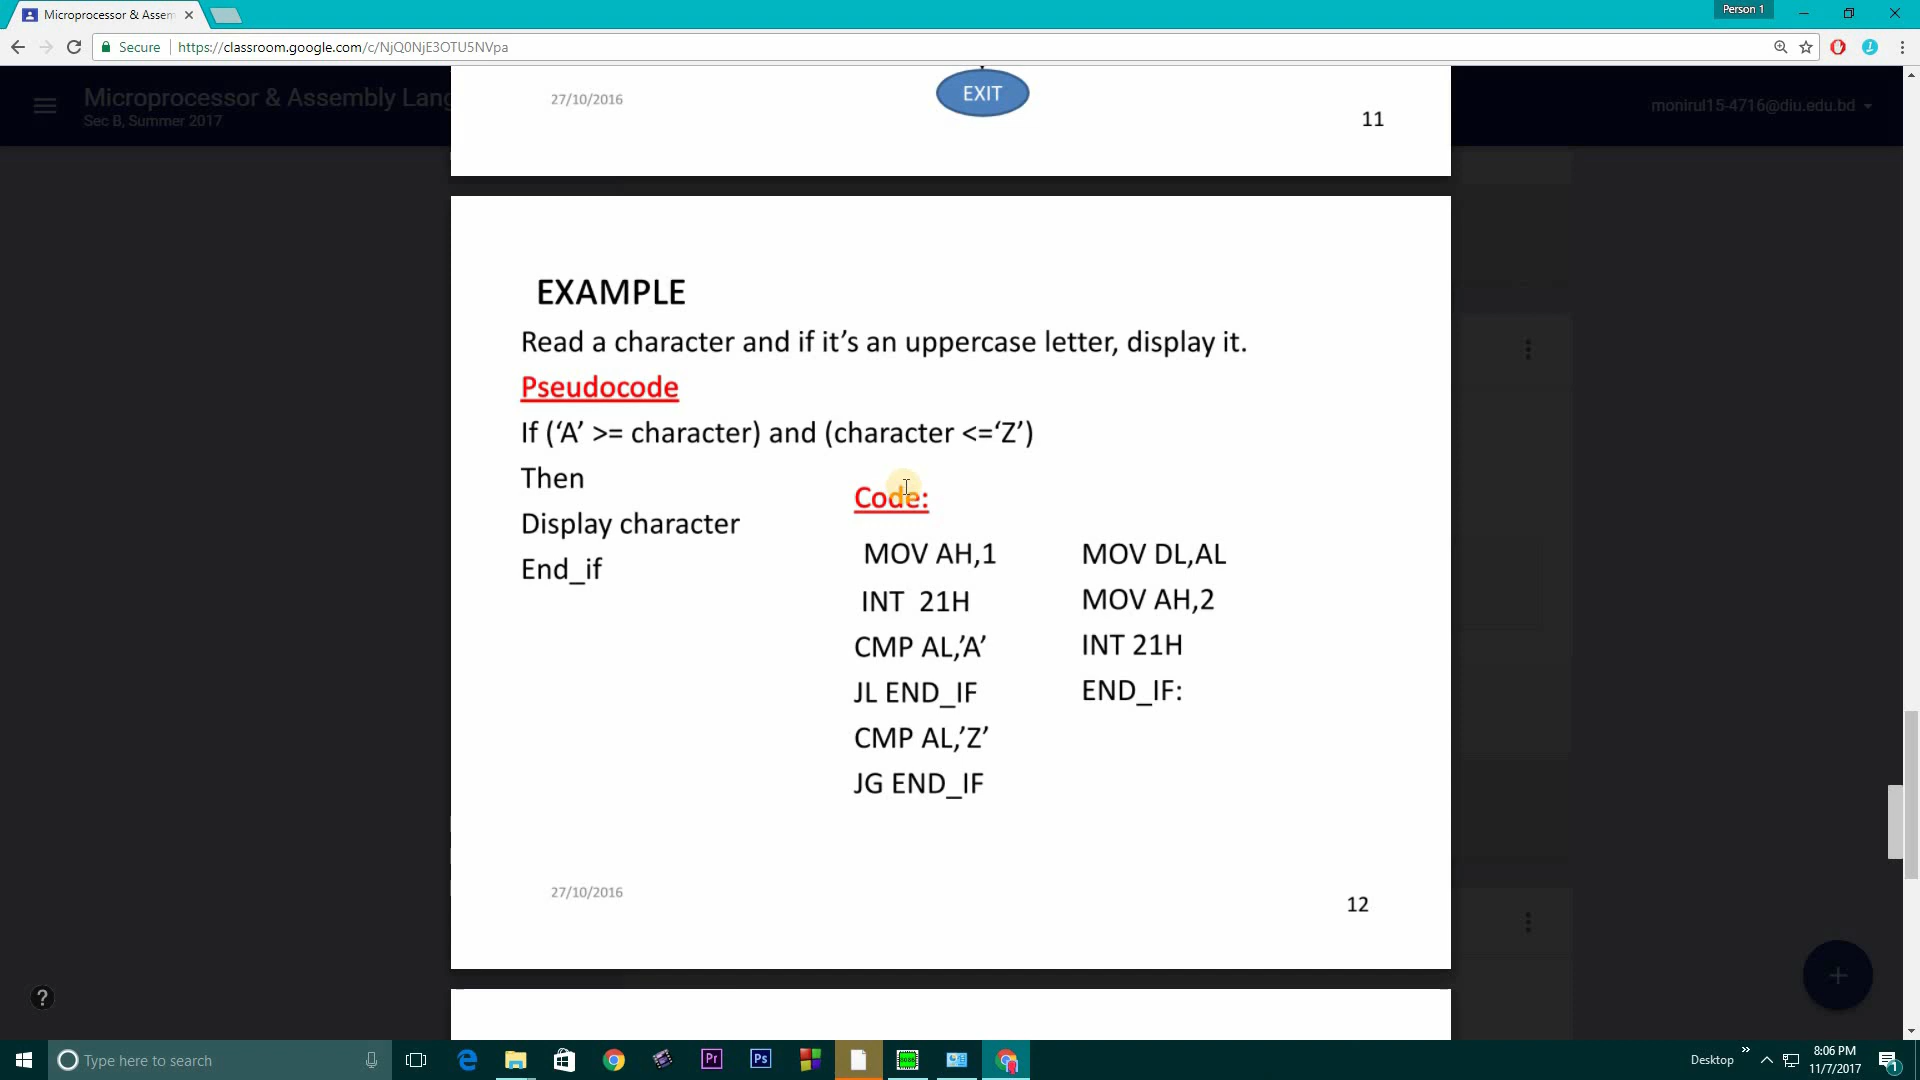 Microprocessor & Assem
Person 1
Secure
https://classroom.google.com/c/NjQ0NjE3OTU5NVpa
Microprocessor & Assembly Lang
Sec B, Summer 2017
monirul15-4716@diu.edu.bd
27/10/2016
EXIT
11
EXAMPLE
Read a character and if it’s an uppercase letter, display it.
Pseudocode
If (‘A’ >= character) and (character <=‘Z’)
Then
Display character
End_if
Code:
MOV AH,1
INT 21H
CMP AL,’A’
JL END_IF
CMP AL,’Z’
JG END_IF
MOV DL,AL
MOV AH,2
INT 21H
END_IF:
27/10/2016
12
?
Type here to search
Pr
Ps
8086
Desktop
8:06 PM
11/7/2017
1